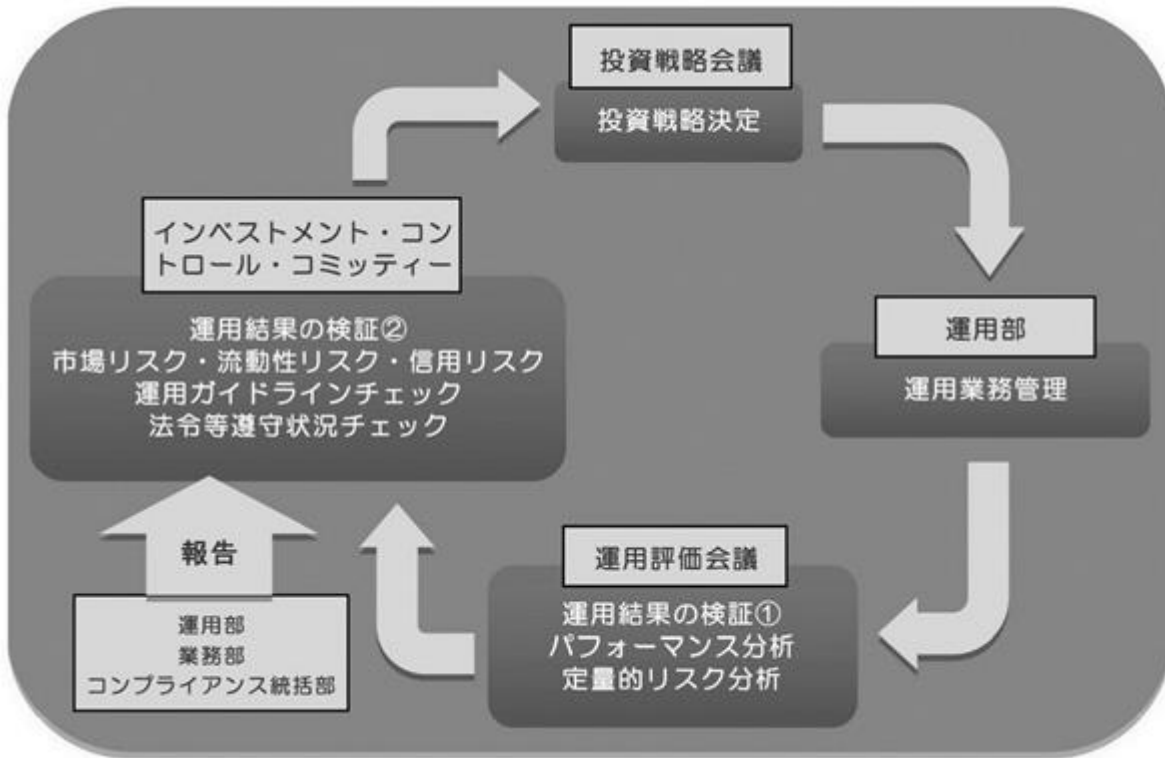 投資戦略会議
投資戦略決定
運用部
運用業務管理
運用評価会議
運用結果の検証①
パフォーマンス分析
定量的リスク分析
インベストメント・コン
トロール・コミッティー
運用結果の検証②
市場リスク・流動性リスク・信用リスク
運用ガイドラインチェック
法令等遵守状況チェック
報告
運用部
業務部
コンプライアンス統括部